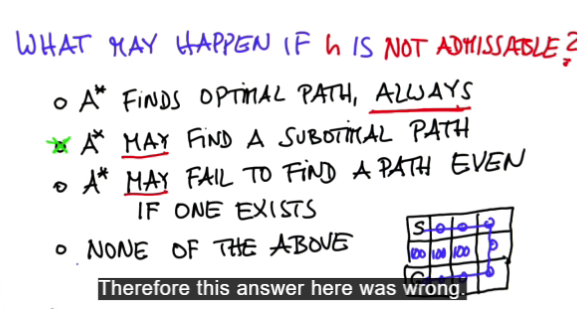 WHAT MAY HAPPEN IF h IS NOT ADMISSABLE?
A* FINDS OPTIMAL PATH, ALWAYS
A* MAY FIND A SUBOTIMAL PATH
A* MAY FAIL TO FIND A PATH EVEN
IF ONE EXISTS
NONE OF THE ABOVE
S
100 100 100
G
Therefore this answer here was wrong.